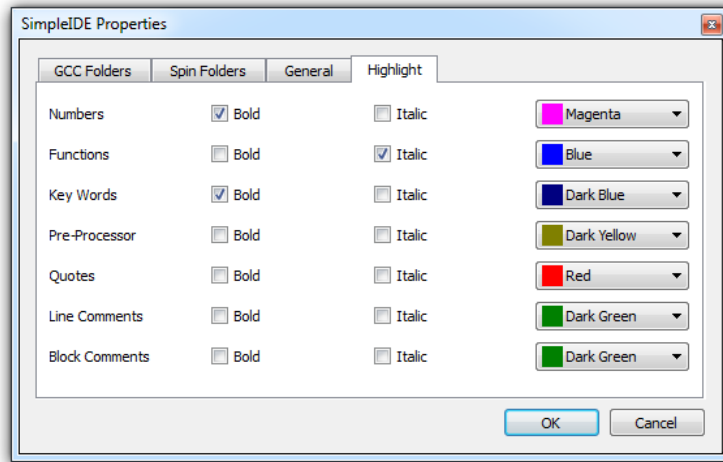 SimpleIDE Properties
GCC Folders Spin Folders General Highlight
Numbers Bold Italic Magenta
Functions Bold Italic Blue
Key Words Bold Italic Dark Blue
Pre-Processor Bold Italic Dark Yellow
Quotes Bold Italic Red
Line Comments Bold Italic Dark Green
Block Comments Bold Italic Dark Green
OK Cancel